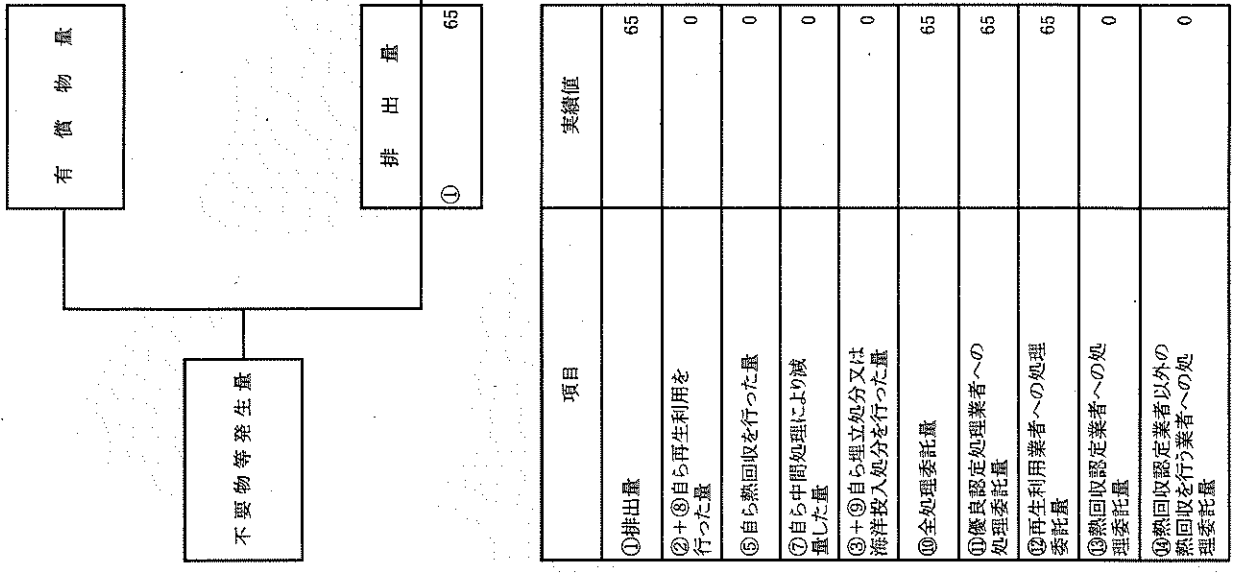 不要物等発生量
有償物量
排出量
① 65
項目 実績値
①排出量 65
②+⑧自ら再生利用を
行った量 0
⑤自ら熱回収を行った量 0
⑦自ら中間処理により減
量した量 0
③+⑨自ら埋立処分又は
海洋投入処分を行った量 0
⑩全処理委託量 65
⑪優良認定処理業者への
処理委託量 65
⑫再生利用業者への処理
委託量 65
⑬熱回収認定業者への処
理委託量 0
⑭熱回収認定業者以外の
熱回収を行う業者への処
理委託量 0